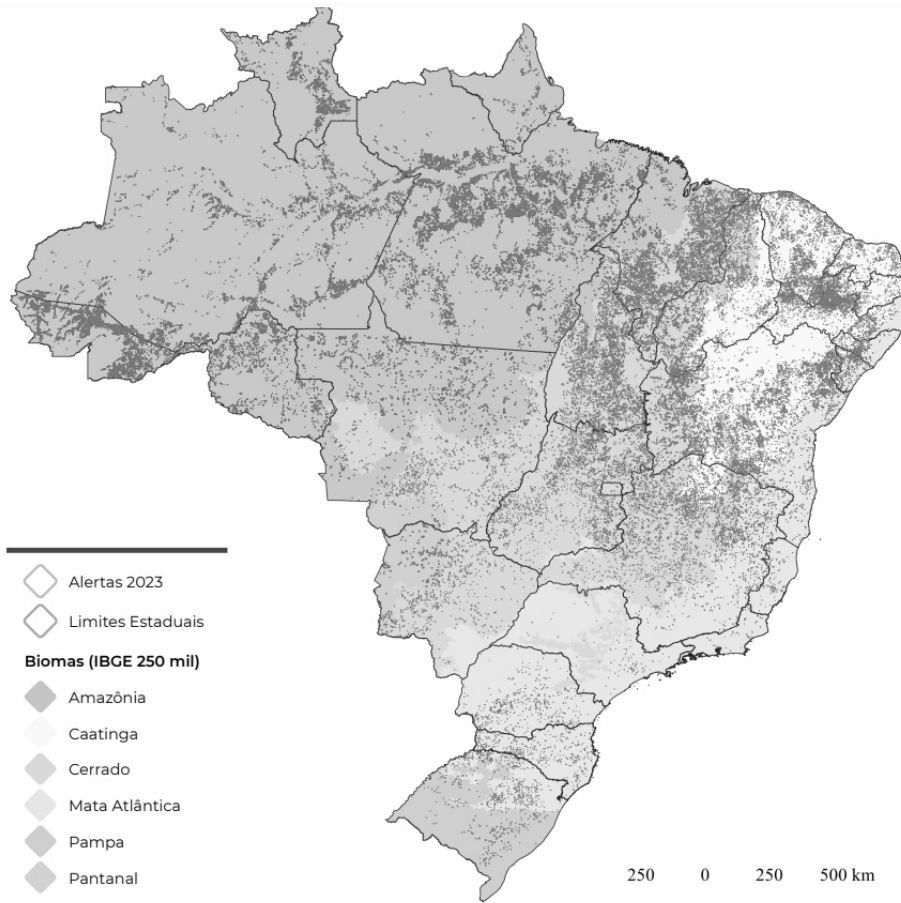 Alertas 2023
Limites Estaduais
Biomas (IBGE 250 mil)
Amazônia
Caatinga
Cerrado
Mata Atlântica
Pampa
Pantanal
250 0 250 500 km